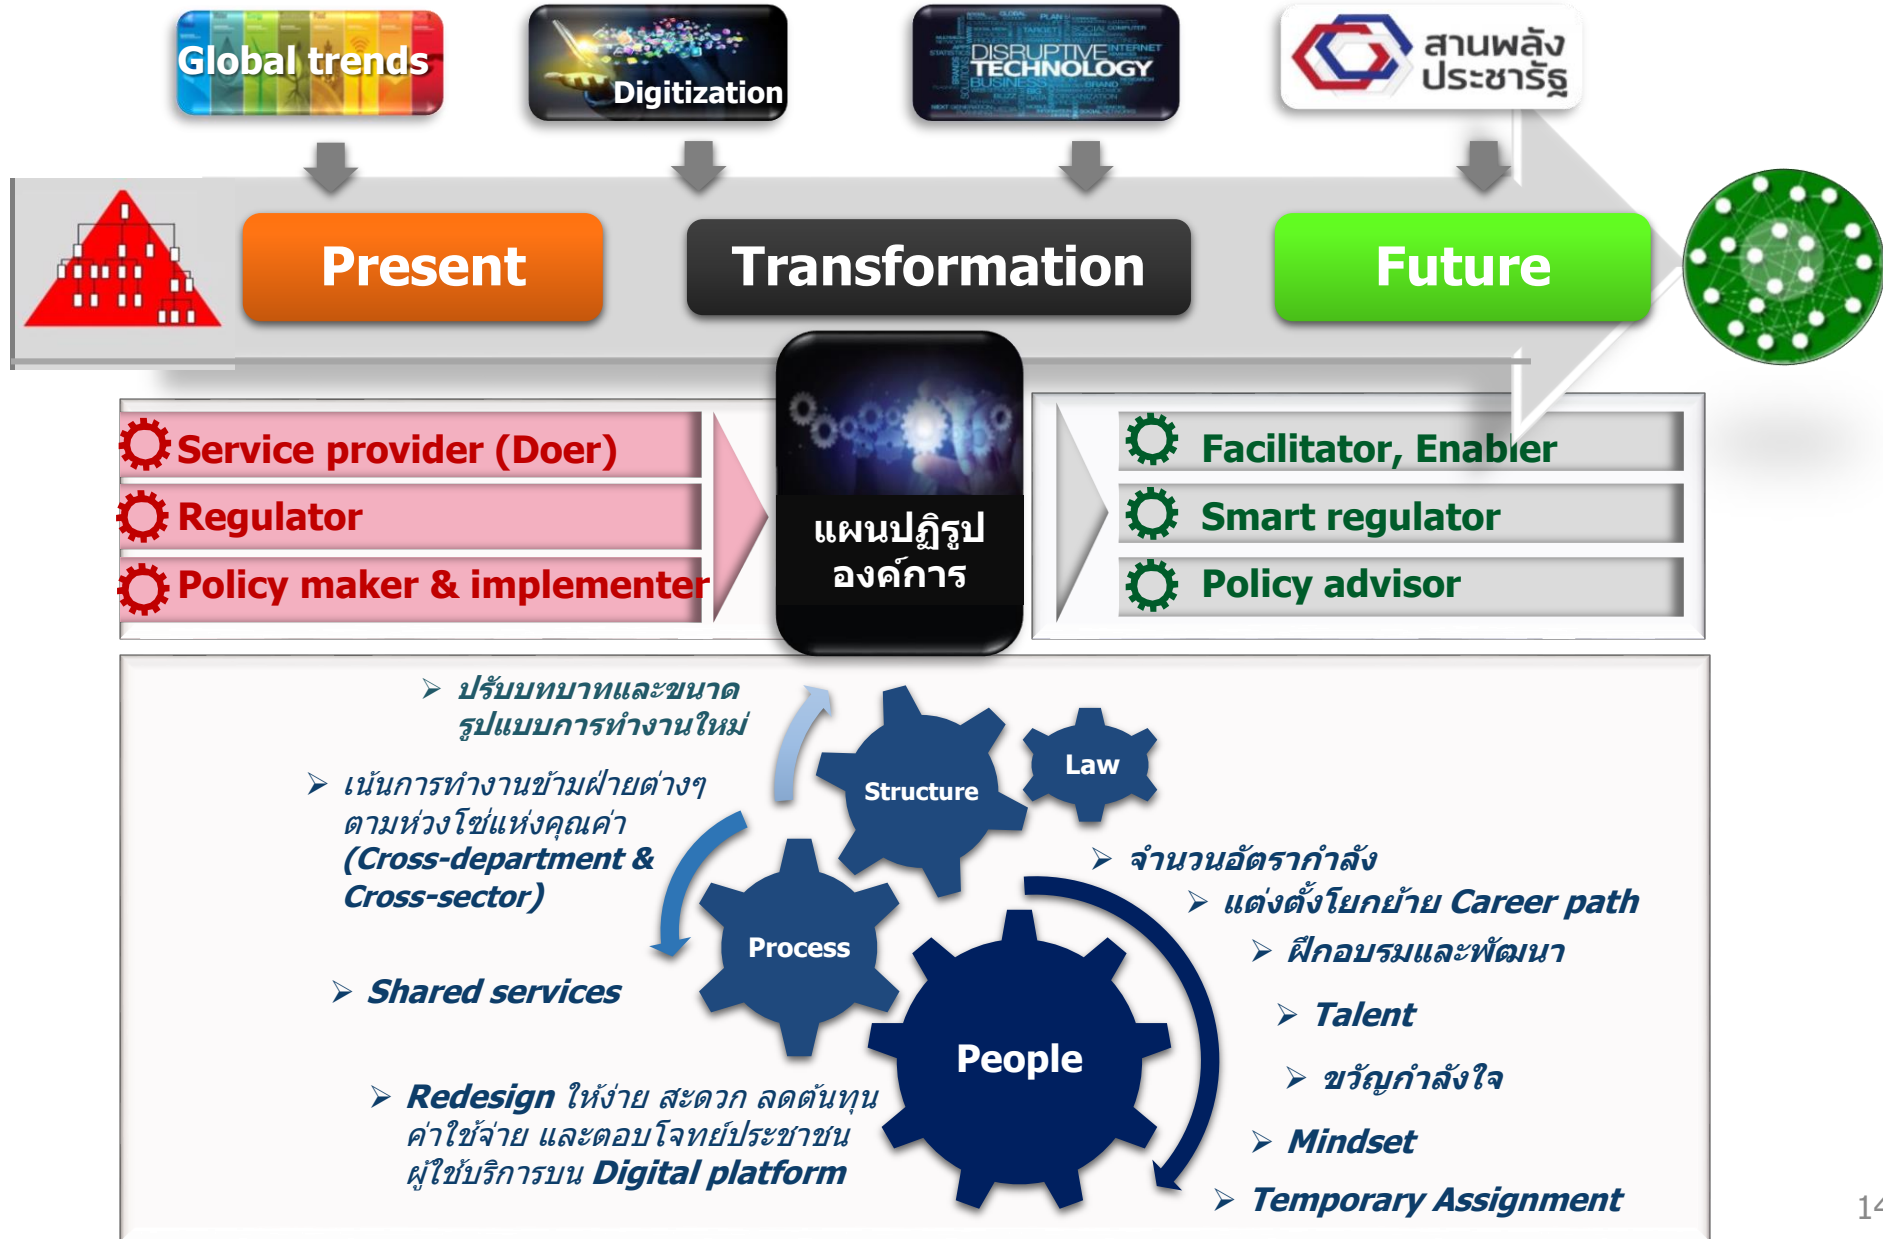 Global trends
Digitization
DISRUPTIVE
TECHNOLOGY
BUSINESS
INTERNET
สานพลัง
ประชารัฐ
Present
Transformation
Future
Service provider (Doer)
Regulator
Policy maker & implementer
แผนปฏิรูป
องค์การ
Facilitator, Enabler
Smart regulator
Policy advisor
➢ ปรับบทบาทและขนาด
รูปแบบการทำงานใหม่
➢ เน้นการทำงานข้ามฝ่ายต่างๆ
ตามห่วงโซ่แห่งคุณค่า
(Cross-department &
Cross-sector)
➢ Shared services
➢ Redesign ให้ง่าย สะดวก ลดต้นทุน
ค่าใช้จ่าย และตอบโจทย์ประชาชน
ผู้ใช้บริการบน Digital platform
Structure
Law
Process
People
➢ จำนวนอัตรากำลัง
➢ แต่งตั้งโยกย้าย Career path
➢ ฝึกอบรมและพัฒนา
➢ Talent
➢ ขวัญกำลังใจ
➢ Mindset
➢ Temporary Assignment
14